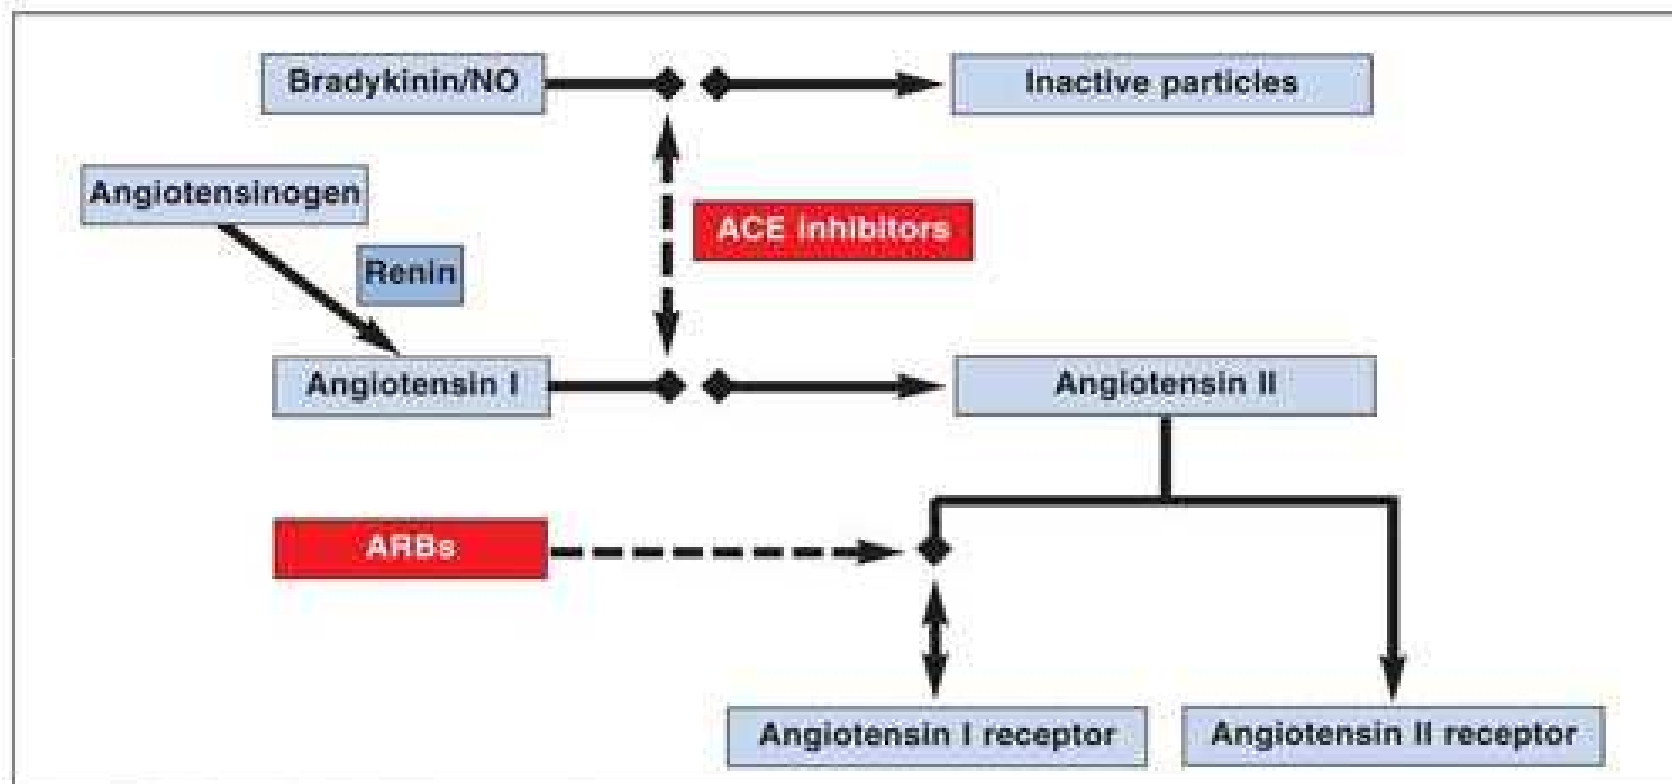 Bradykinin/NO
Inactive particles
Angiotensinogen
ACE inhibitors
Renin
Angiotensin I
Angiotensin II
ARBs
Angiotensin I receptor
Angiotensin II receptor